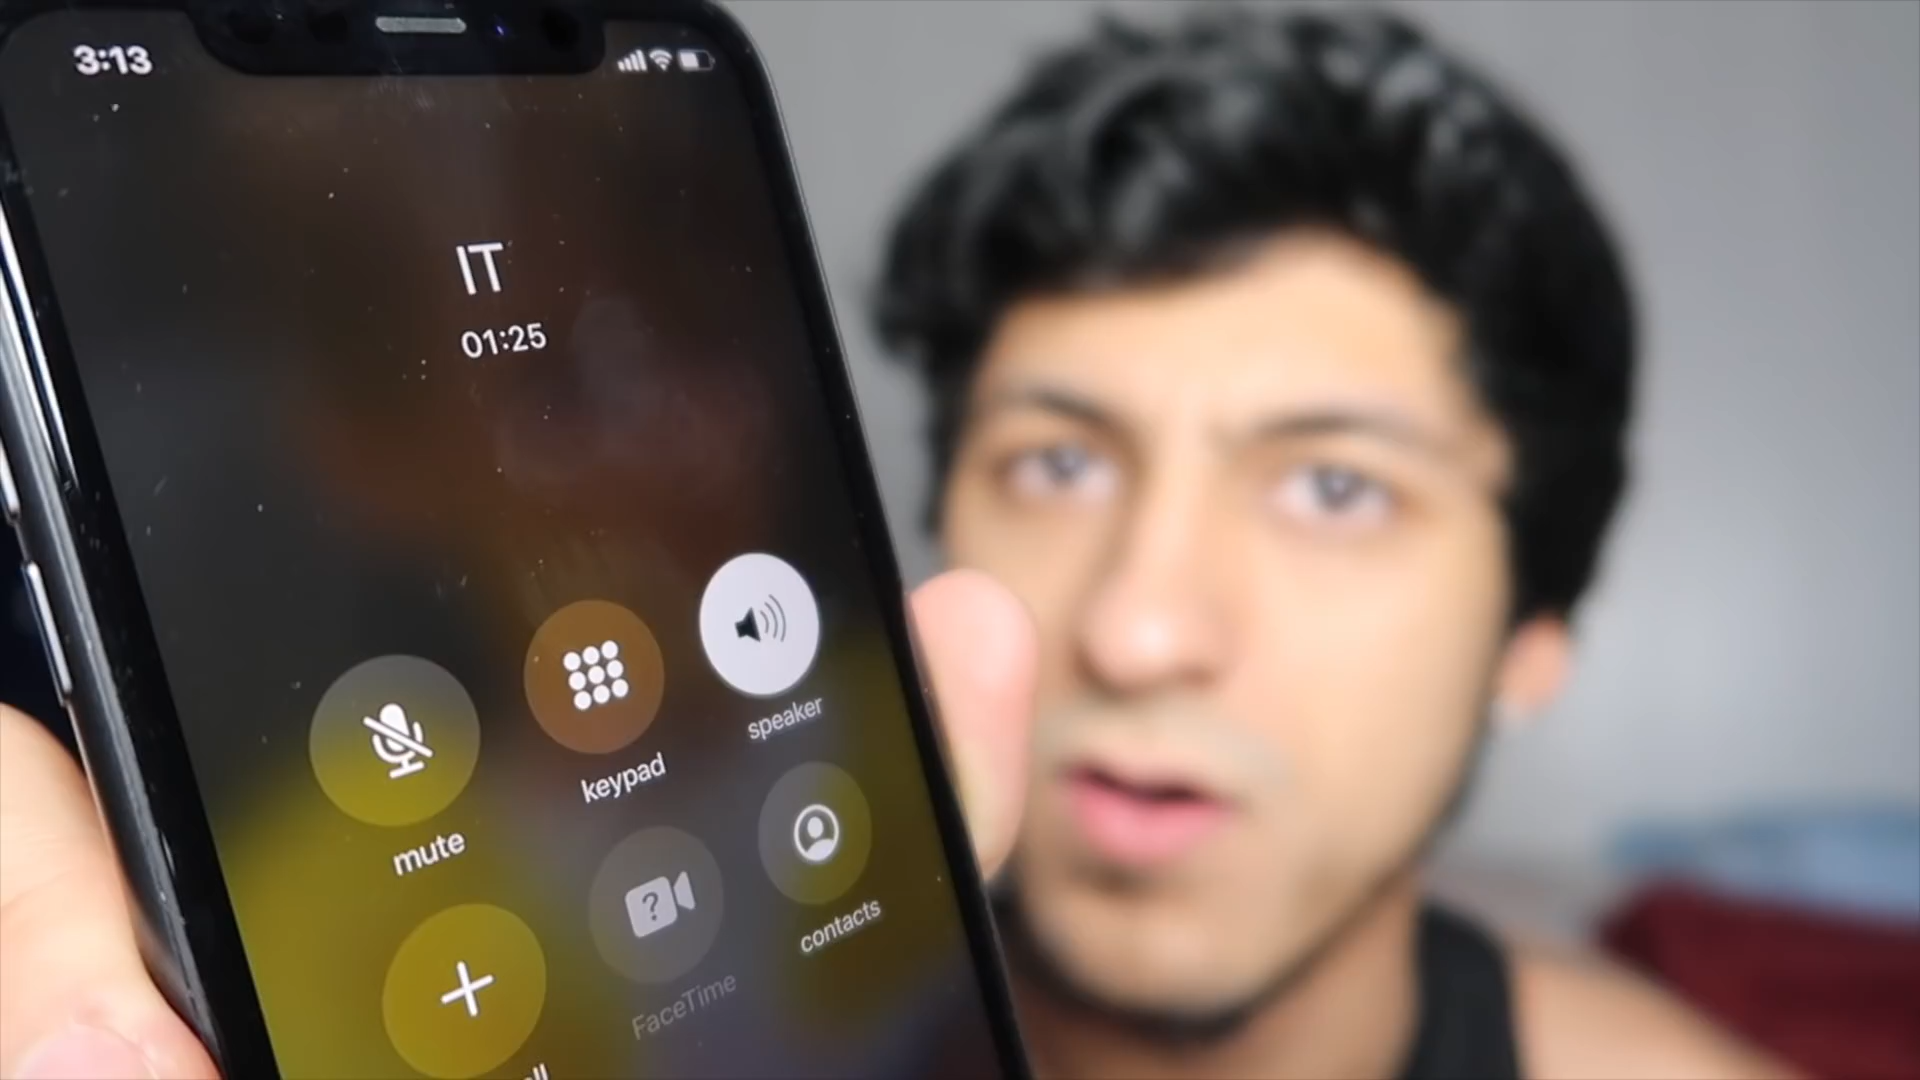 3:13
IT
01:25
mute
keypad
speaker
?
FaceTime
contacts